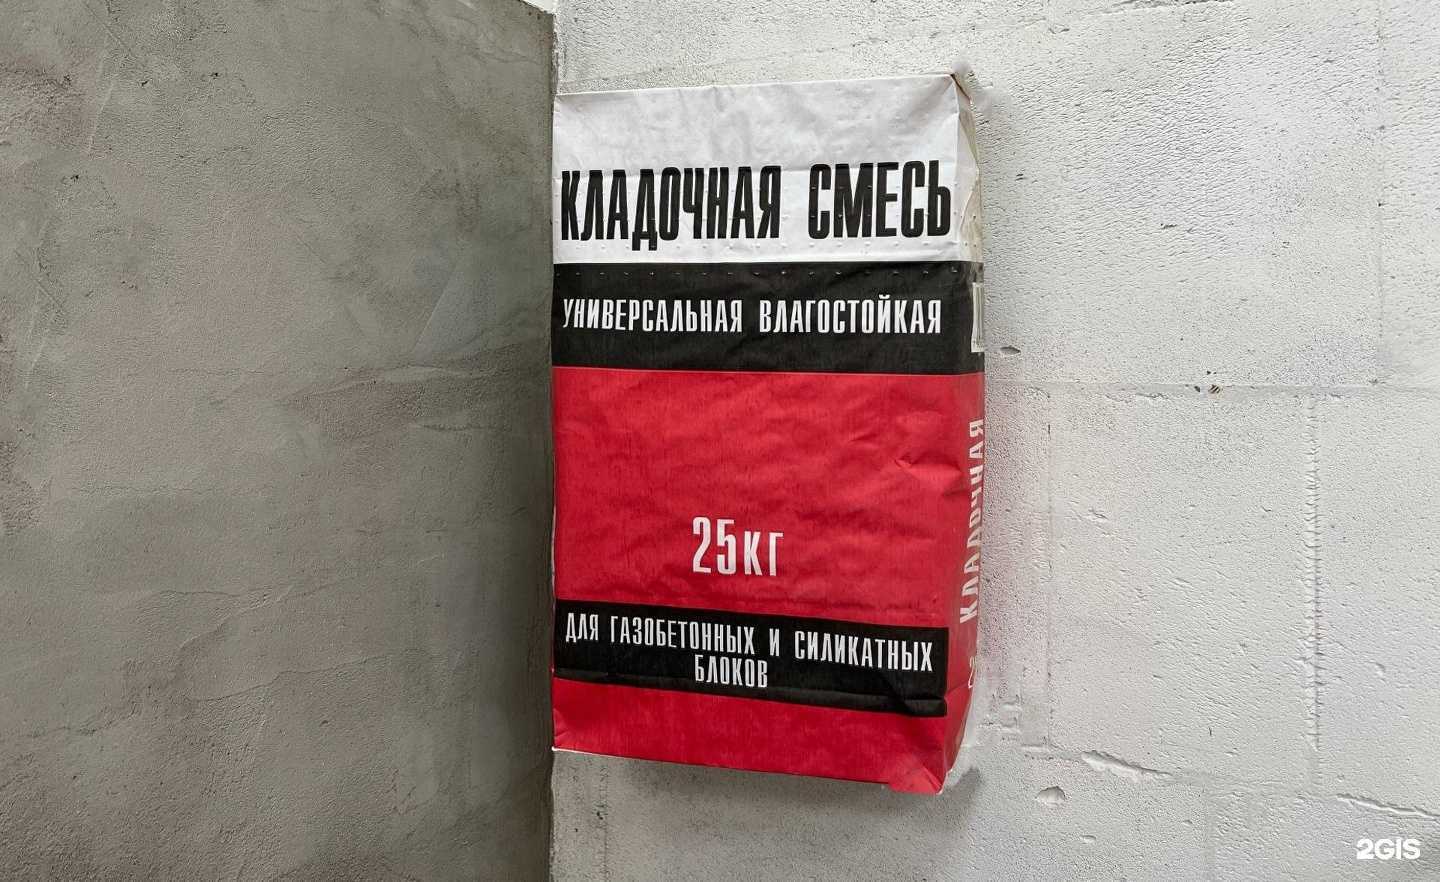 КЛАДОЧНАЯ СМЕСЬ
УНИВЕРСАЛЬНАЯ ВЛАГОСТОЙКАЯ
25кг
ДЛЯ ГАЗОБЕТОННЫХ И СИЛИКАТНЫХ
БЛОКОВ
КЛАДОЧНАЯ
2GIS